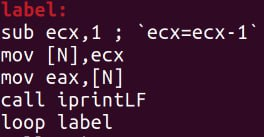 label:
sub ecx,1 ; `ecx=ecx-1`
mov [N],ecx
mov eax,[N]
call iprintLF
loop label